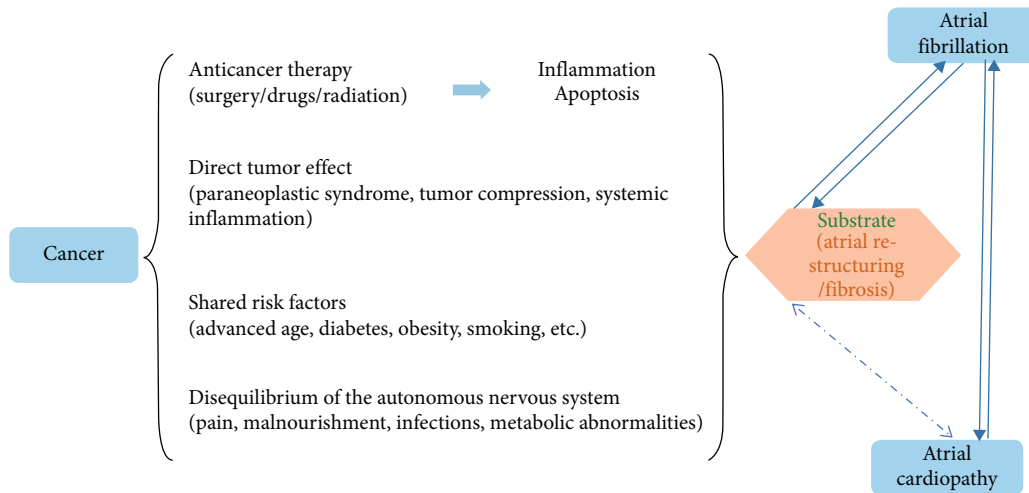 Cancer
Anticancer therapy
(surgery/drugs/radiation)
Inflammation
Apoptosis
Direct tumor effect
(paraneoplastic syndrome, tumor compression, systemic
inflammation)
Shared risk factors
(advanced age, diabetes, obesity, smoking, etc.)
Disequilibrium of the autonomous nervous system
(pain, malnourishment, infections, metabolic abnormalities)
Substrate
(atrial re-
structuring
/fibrosis)
Atrial
fibrillation
Atrial
cardiopathy